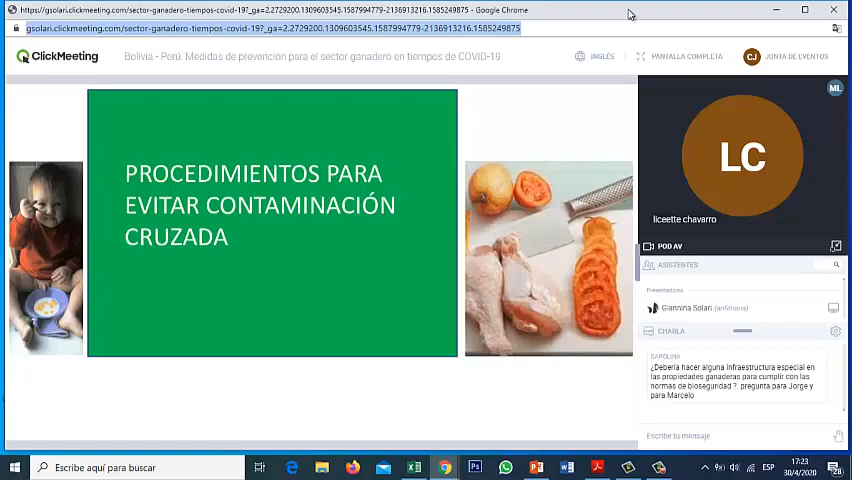 https://gsolari.clickmeeting.com/sector-ganadero-tiempos-covid-19?_ga=2.2729200.1309603545.1587994779-2136913216.1585249875 - Google Chrome
gsolari.clickmeeting.com/sector-ganadero-tiempos-covid-19?_ga=2.2729200.1309603545.1587994779-2136913216.1585249875
ClickMeeting
Bolivia - Perú: Medidas de prevención para el sector ganadero en tiempos de COVID-19
INGLÉS
PANTALLA COMPLETA
CJ
JUNTA DE EVENTOS
ML
PROCEDIMIENTOS PARA
EVITAR CONTAMINACIÓN
CRUZADA
LC
liceette chavarro
POD AV
ASISTENTES
Presentadores
Giannina Solari (anfitriona)
CHARLA
CAROLINA
¿Debería hacer alguna infraestructura especial en
las propiedades ganaderas para cumplir con las
normas de bioseguridad ?. pregunta para Jorge y
para Marcelo
Escribe tu mensaje
Escribe aquí para buscar
ESP
17:23
30/4/2020
28